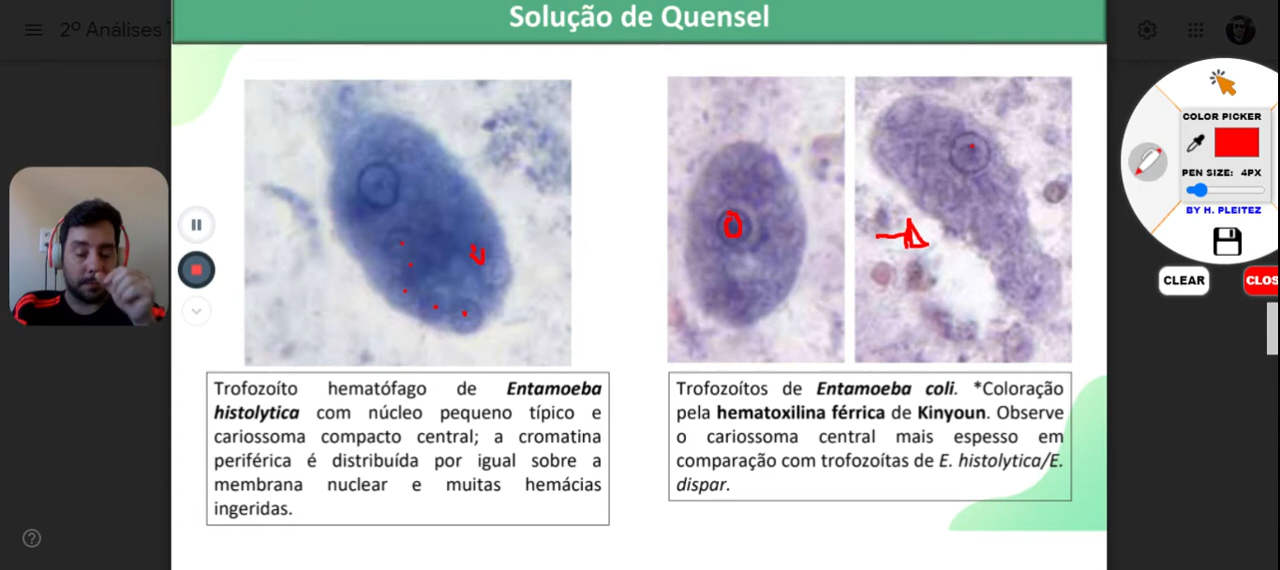 Solução de Quensel
2º Análises
COLOR PICKER
PEN SIZE: 4PX
BY H. PLEITEZ
CLEAR
CLOS
Trofozoíto hematófago de Entamoeba
histolytica com núcleo pequeno típico e
cariossoma compacto central; a cromatina
periférica é distribuída por igual sobre a
membrana nuclear e muitas hemácias
ingeridas.
Trofozoítos de Entamoeba coli. *Coloração
pela hematoxilina férrica de Kinyoun. Observe
o cariossoma central mais espesso em
comparação com trofozoítas de E. histolytica/E.
dispar.